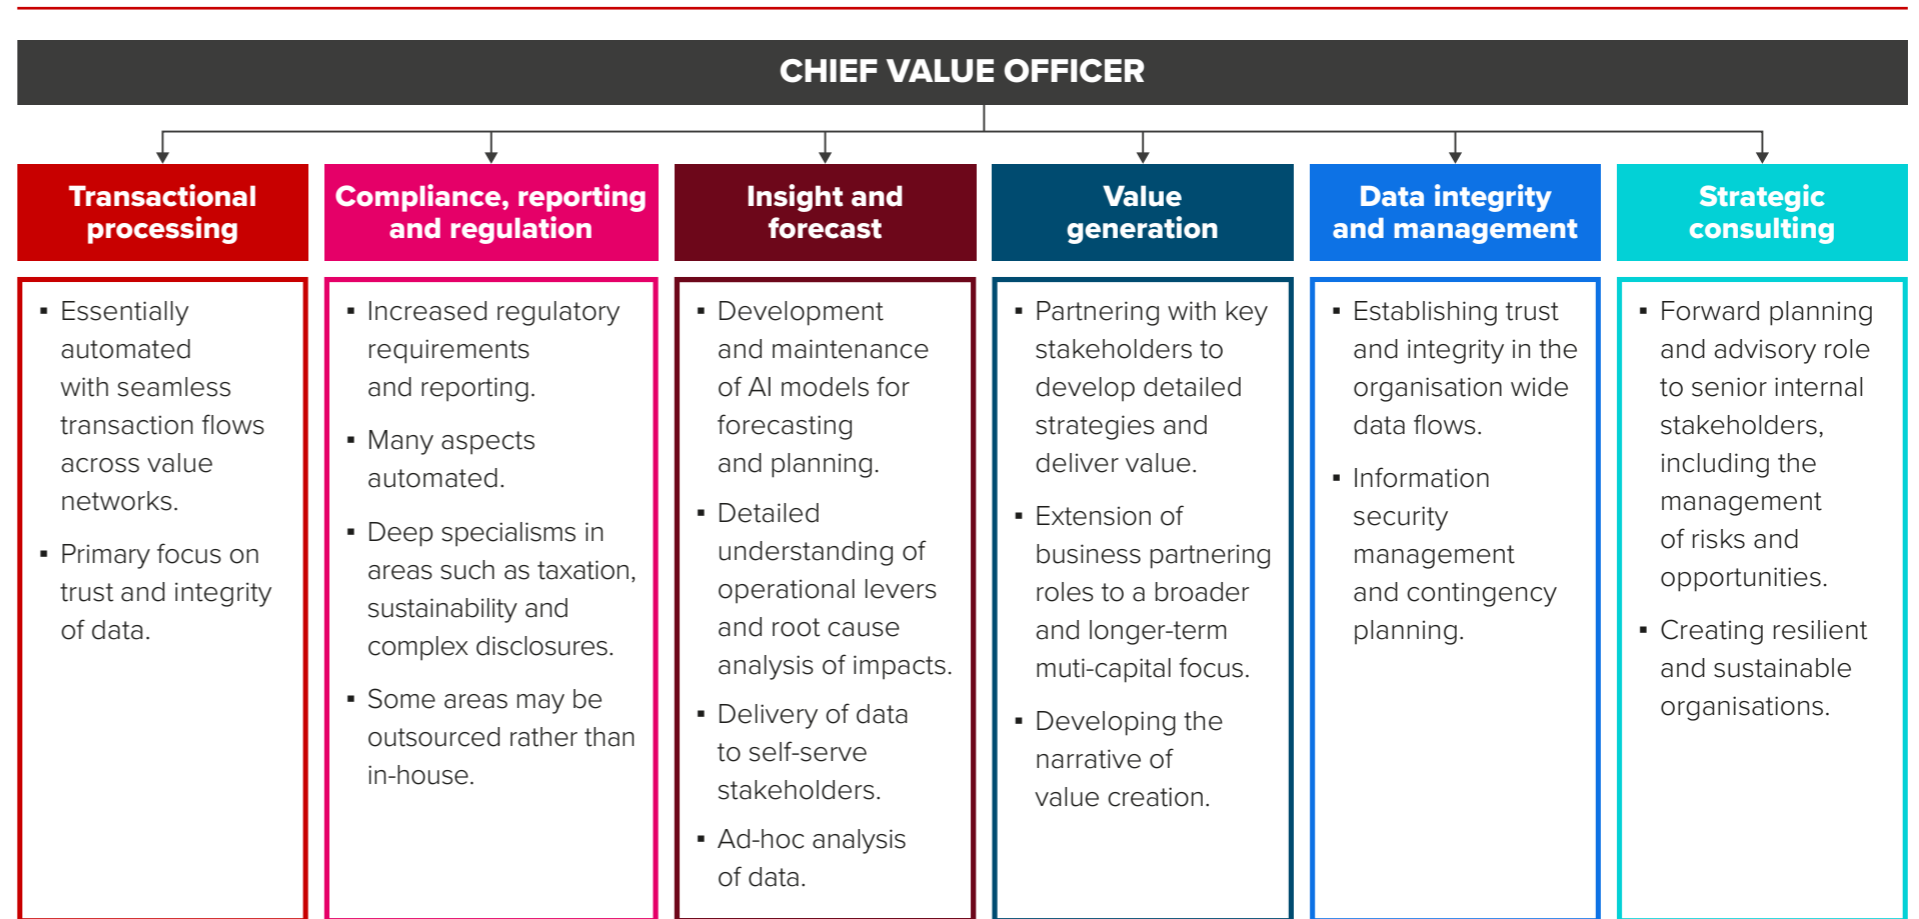 CHIEF VALUE OFFICER
Transactional
processing
▪ Essentially
automated
with seamless
transaction flows
across value
networks.
▪ Primary focus on
trust and integrity
of data.
Compliance, reporting
and regulation
▪ Increased regulatory
requirements
and reporting.
▪ Many aspects
automated.
▪ Deep specialisms in
areas such as taxation,
sustainability and
complex disclosures.
▪ Some areas may be
outsourced rather than
in-house.
Insight and
forecast
▪ Development
and maintenance
of AI models for
forecasting
and planning.
▪ Detailed
understanding of
operational levers
and root cause
analysis of impacts.
▪ Delivery of data
to self-serve
stakeholders.
▪ Ad-hoc analysis
of data.
Value
generation
▪ Partnering with key
stakeholders to
develop detailed
strategies and
deliver value.
▪ Extension of
business partnering
roles to a broader
and longer-term
muti-capital focus.
▪ Developing the
narrative of
value creation.
Data integrity
and management
▪ Establishing trust
and integrity in the
organisation wide
data flows.
▪ Information
security
management
and contingency
planning.
Strategic
consulting
▪ Forward planning
and advisory role
to senior internal
stakeholders,
including the
management
of risks and
opportunities.
▪ Creating resilient
and sustainable
organisations.